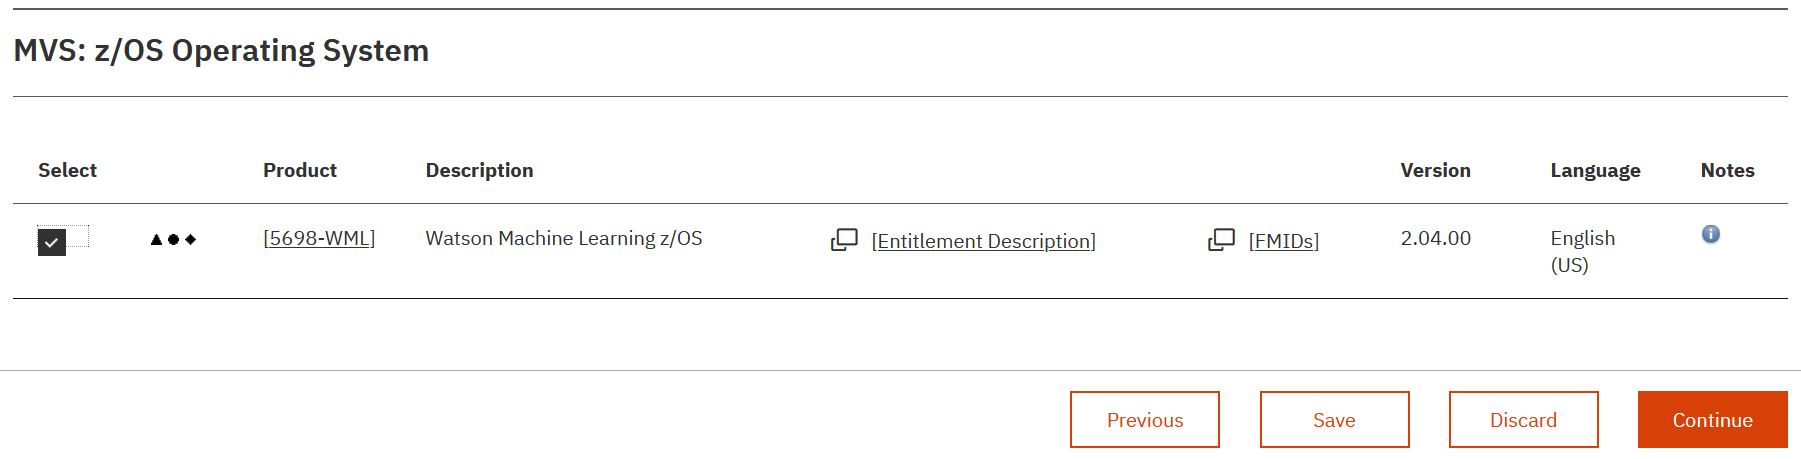 MVS: z/OS Operating System
Select Product Description Version Language Notes
[5698-WML] Watson Machine Learning z/OS [Entitlement Description] [FMIDs] 2.04.00 English
(US)
Previous Save Discard Continue